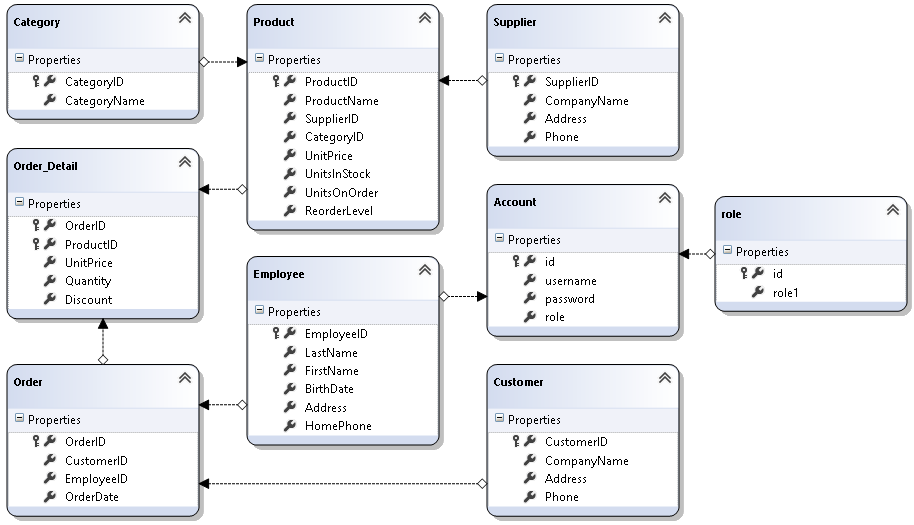 Category
Properties
CategoryID
CategoryName
Product
Properties
ProductID
ProductName
SupplierID
CategoryID
UnitPrice
UnitsInStock
UnitsOnOrder
ReorderLevel
Supplier
Properties
SupplierID
CompanyName
Address
Phone
Order_Detail
Properties
OrderID
ProductID
UnitPrice
Quantity
Discount
Account
Properties
id
username
password
role
role
Properties
id
role1
Employee
Properties
EmployeeID
LastName
FirstName
BirthDate
Address
HomePhone
Order
Properties
OrderID
CustomerID
EmployeeID
OrderDate
Customer
Properties
CustomerID
CompanyName
Address
Phone